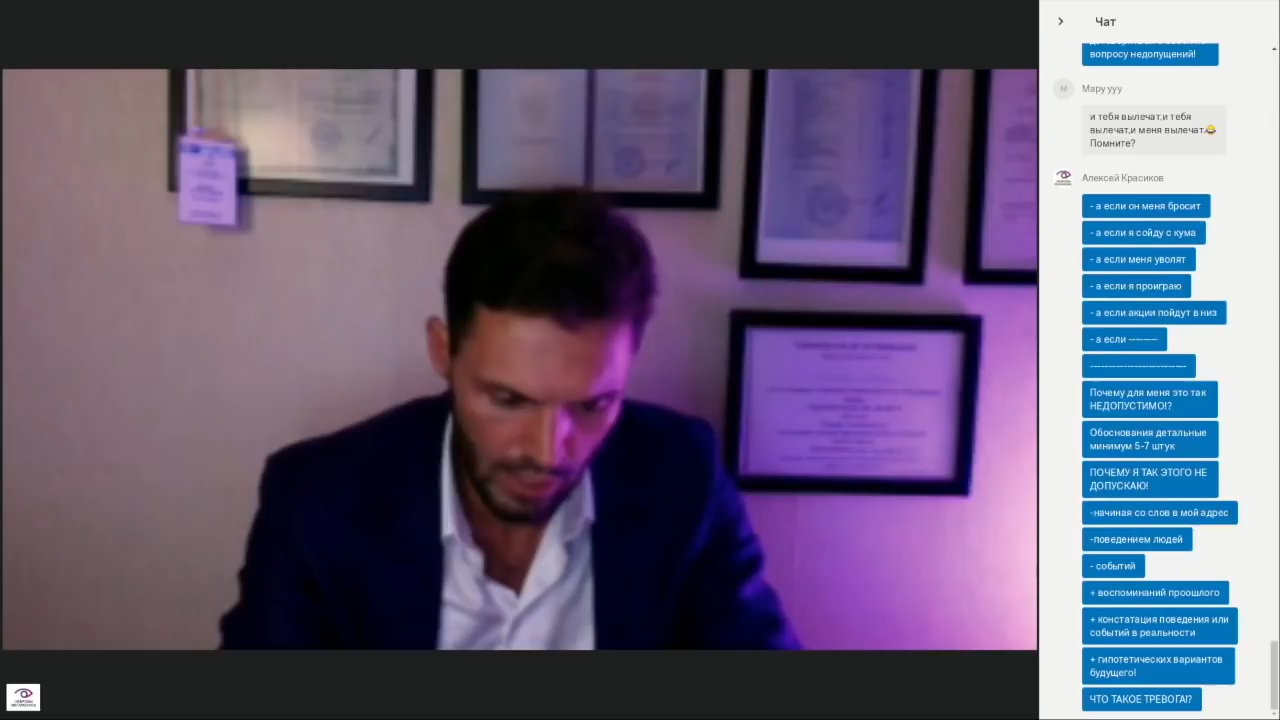 Чат
вопросу недопущений!
М
Мару ууу
и тебя вылечат,и тебя
вылечат,и меня вылечат.
Помните?
Алексей Красиков
- а если он меня бросит
- а если я сойду с кума
- а если меня уволят
- а если я проиграю
- а если акции пойдут в низ
- а если --------
--------------------------
Почему для меня это так
НЕДОПУСТИМО!?
Обоснования детальные
минимум 5-7 штук
ПОЧЕМУ Я ТАК ЭТОГО НЕ
ДОПУСКАЮ!
-начиная со слов в мой адрес
-поведением людей
- событий
+ воспоминаний проошлого
+ констатация поведения или
событий в реальности
+ гипотетических вариантов
будущего!
ЧТО ТАКОЕ ТРЕВОГА!?